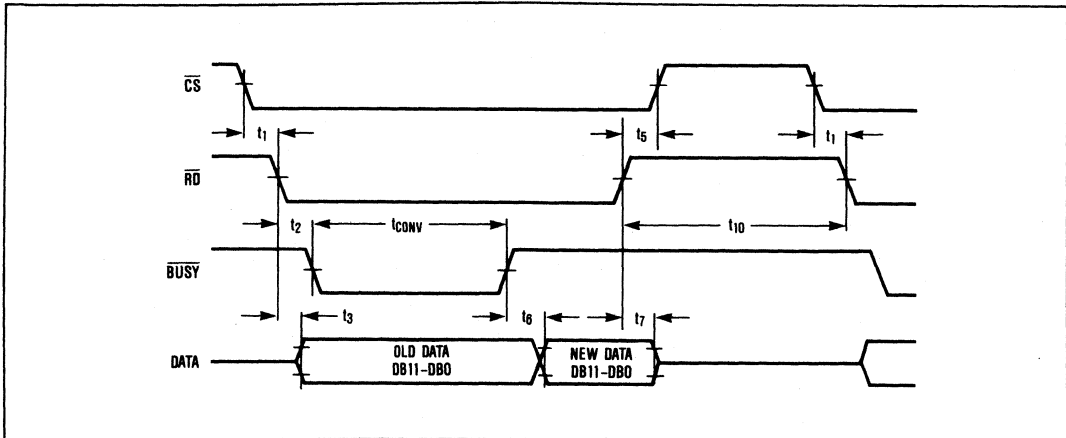 CS
t1
t5
t1
RD
t2
tCONV
t10
BUSY
t3
t6
t7
DATA
OLD DATA
DB11-DB0
NEW DATA
DB11-DB0